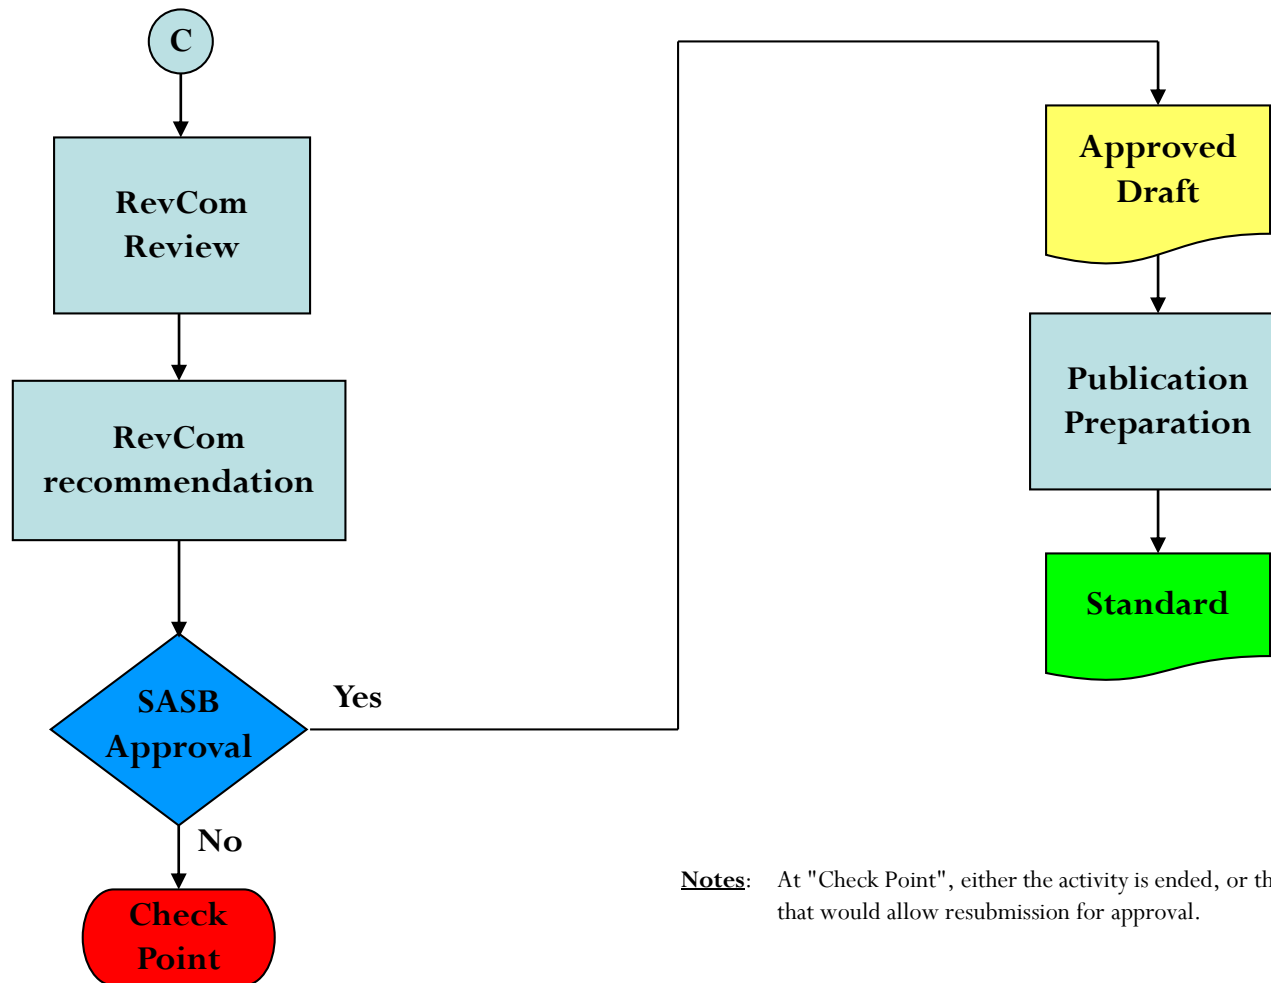 C
RevCom
Review
RevCom
recommendation
SASB
Approval
Yes
No
Check
Point
Approved
Draft
Publication
Preparation
Standard
Notes: At "Check Point", either the activity is ended, or
that would allow resubmission for approval.